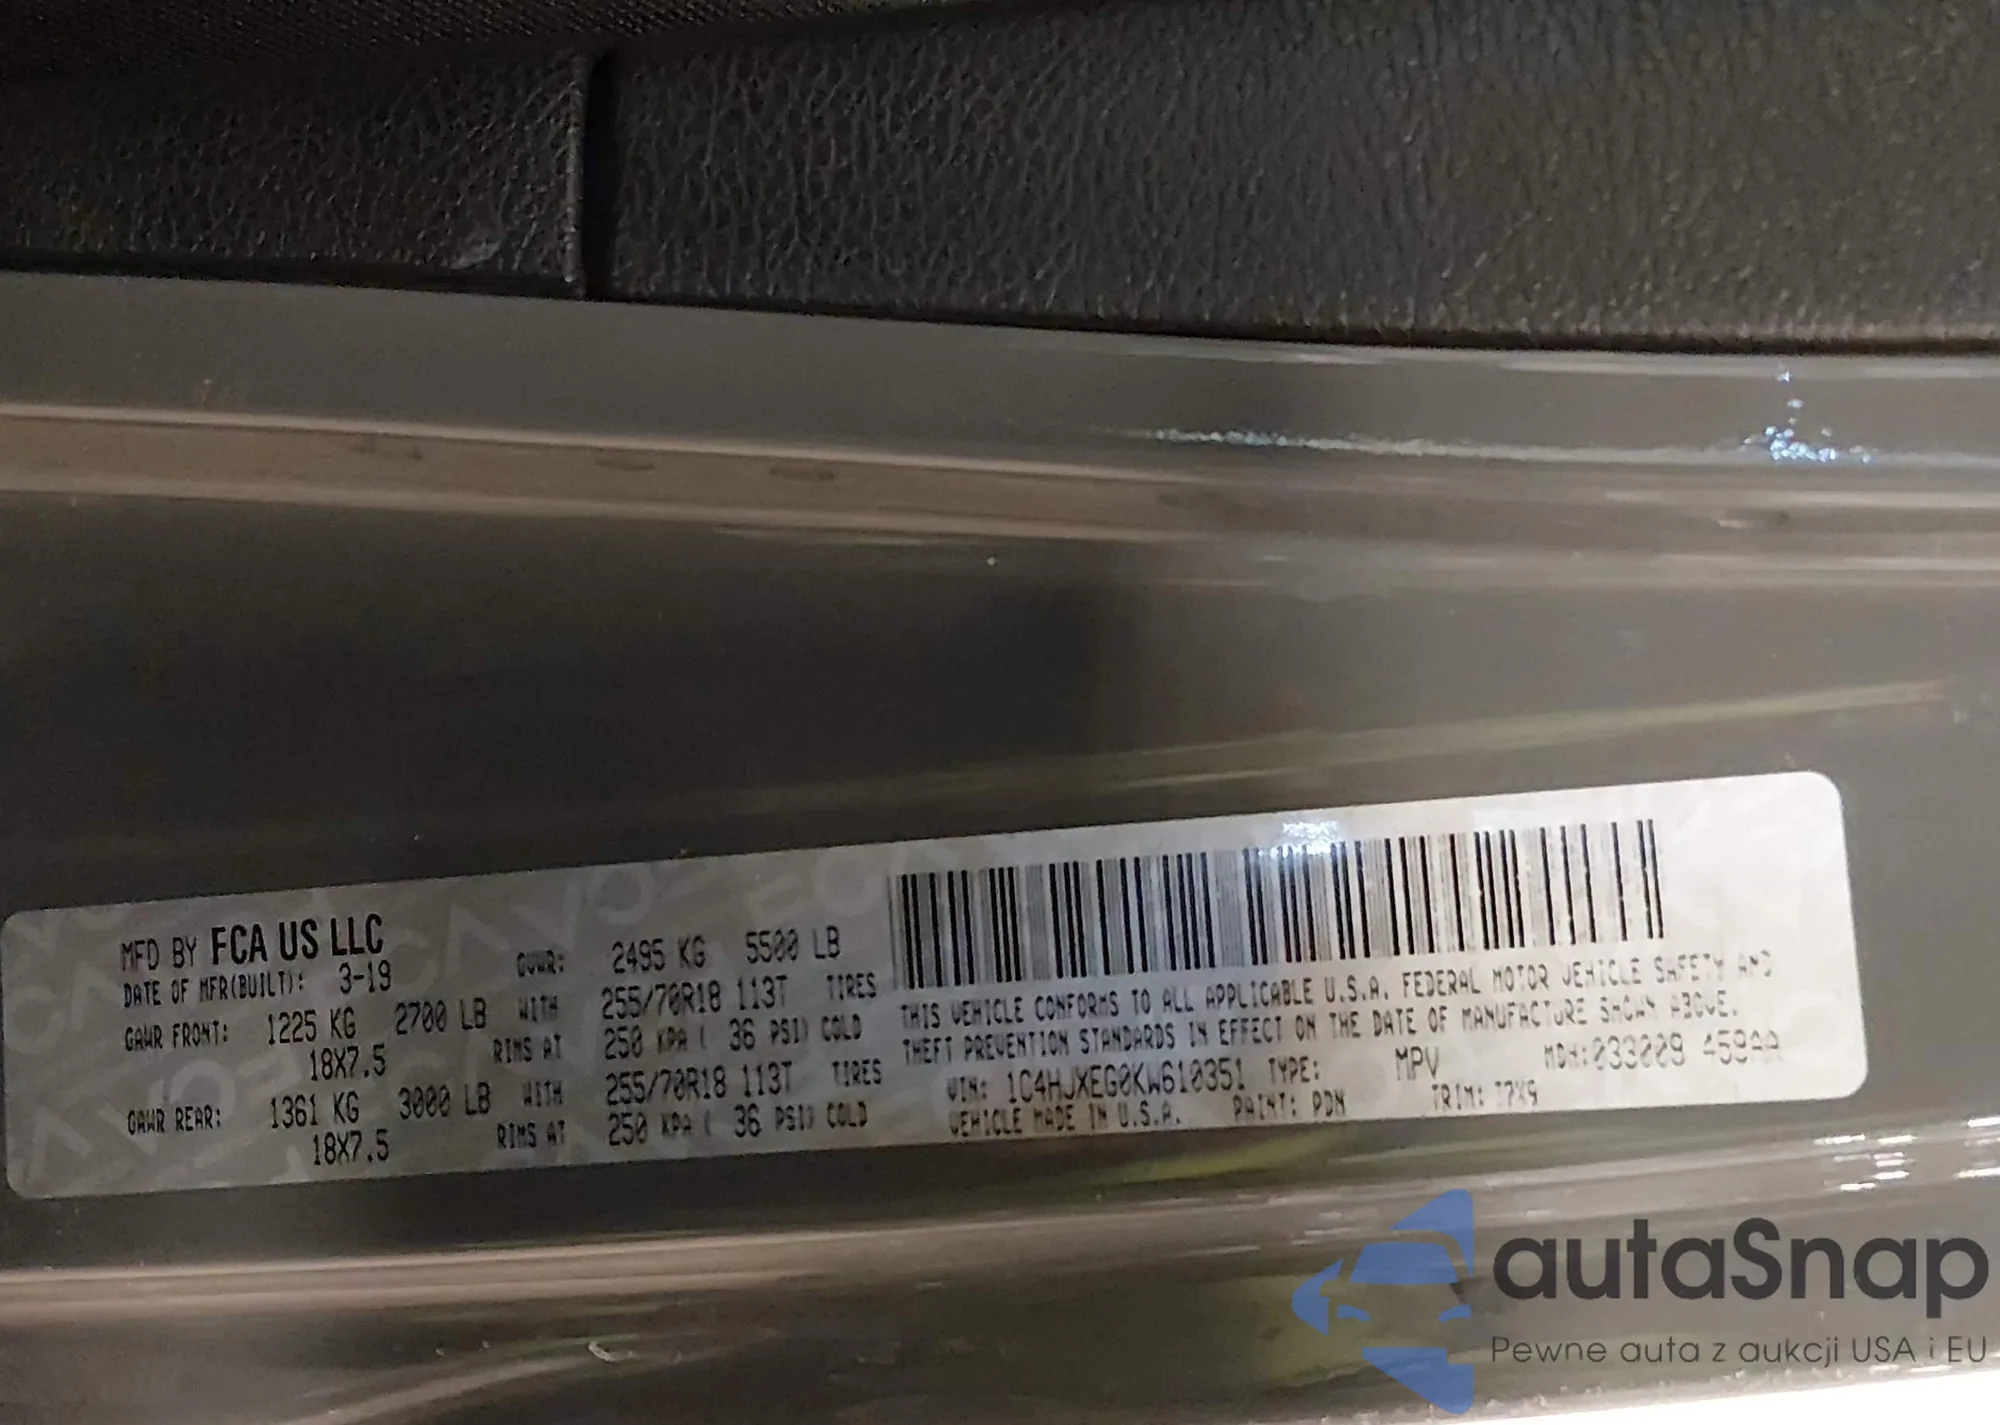 MFD BY FCA US LLC
DATE OF MFR(BUILT): 3-19
GVWR: 2495 KG 5500 LB
GAWR FRONT: 1225 KG 2700 LB WITH 255/70R18 113T TIRES
18X7.5 RIMS AT 250 KPA ( 36 PSI) COLD
GAWR REAR: 1361 KG 3000 LB WITH 255/70R18 113T TIRES
18X7.5 RIMS AT 250 KPA ( 36 PSI) COLD
THIS VEHICLE CONFORMS TO ALL APPLICABLE U.S.A. FEDERAL MOTOR VEHICLE SAFETY AND
THEFT PREVENTION STANDARDS IN EFFECT ON THE DATE OF MANUFACTURE SHOWN ABOVE.
VIN: 1C4HJXEG0KW610351 TYPE: MPV MDH:033009
VEHICLE MADE IN U.S.A. PAINT: PDN TRIM:
autaSnap
Pewne auta z aukcji USA i EU